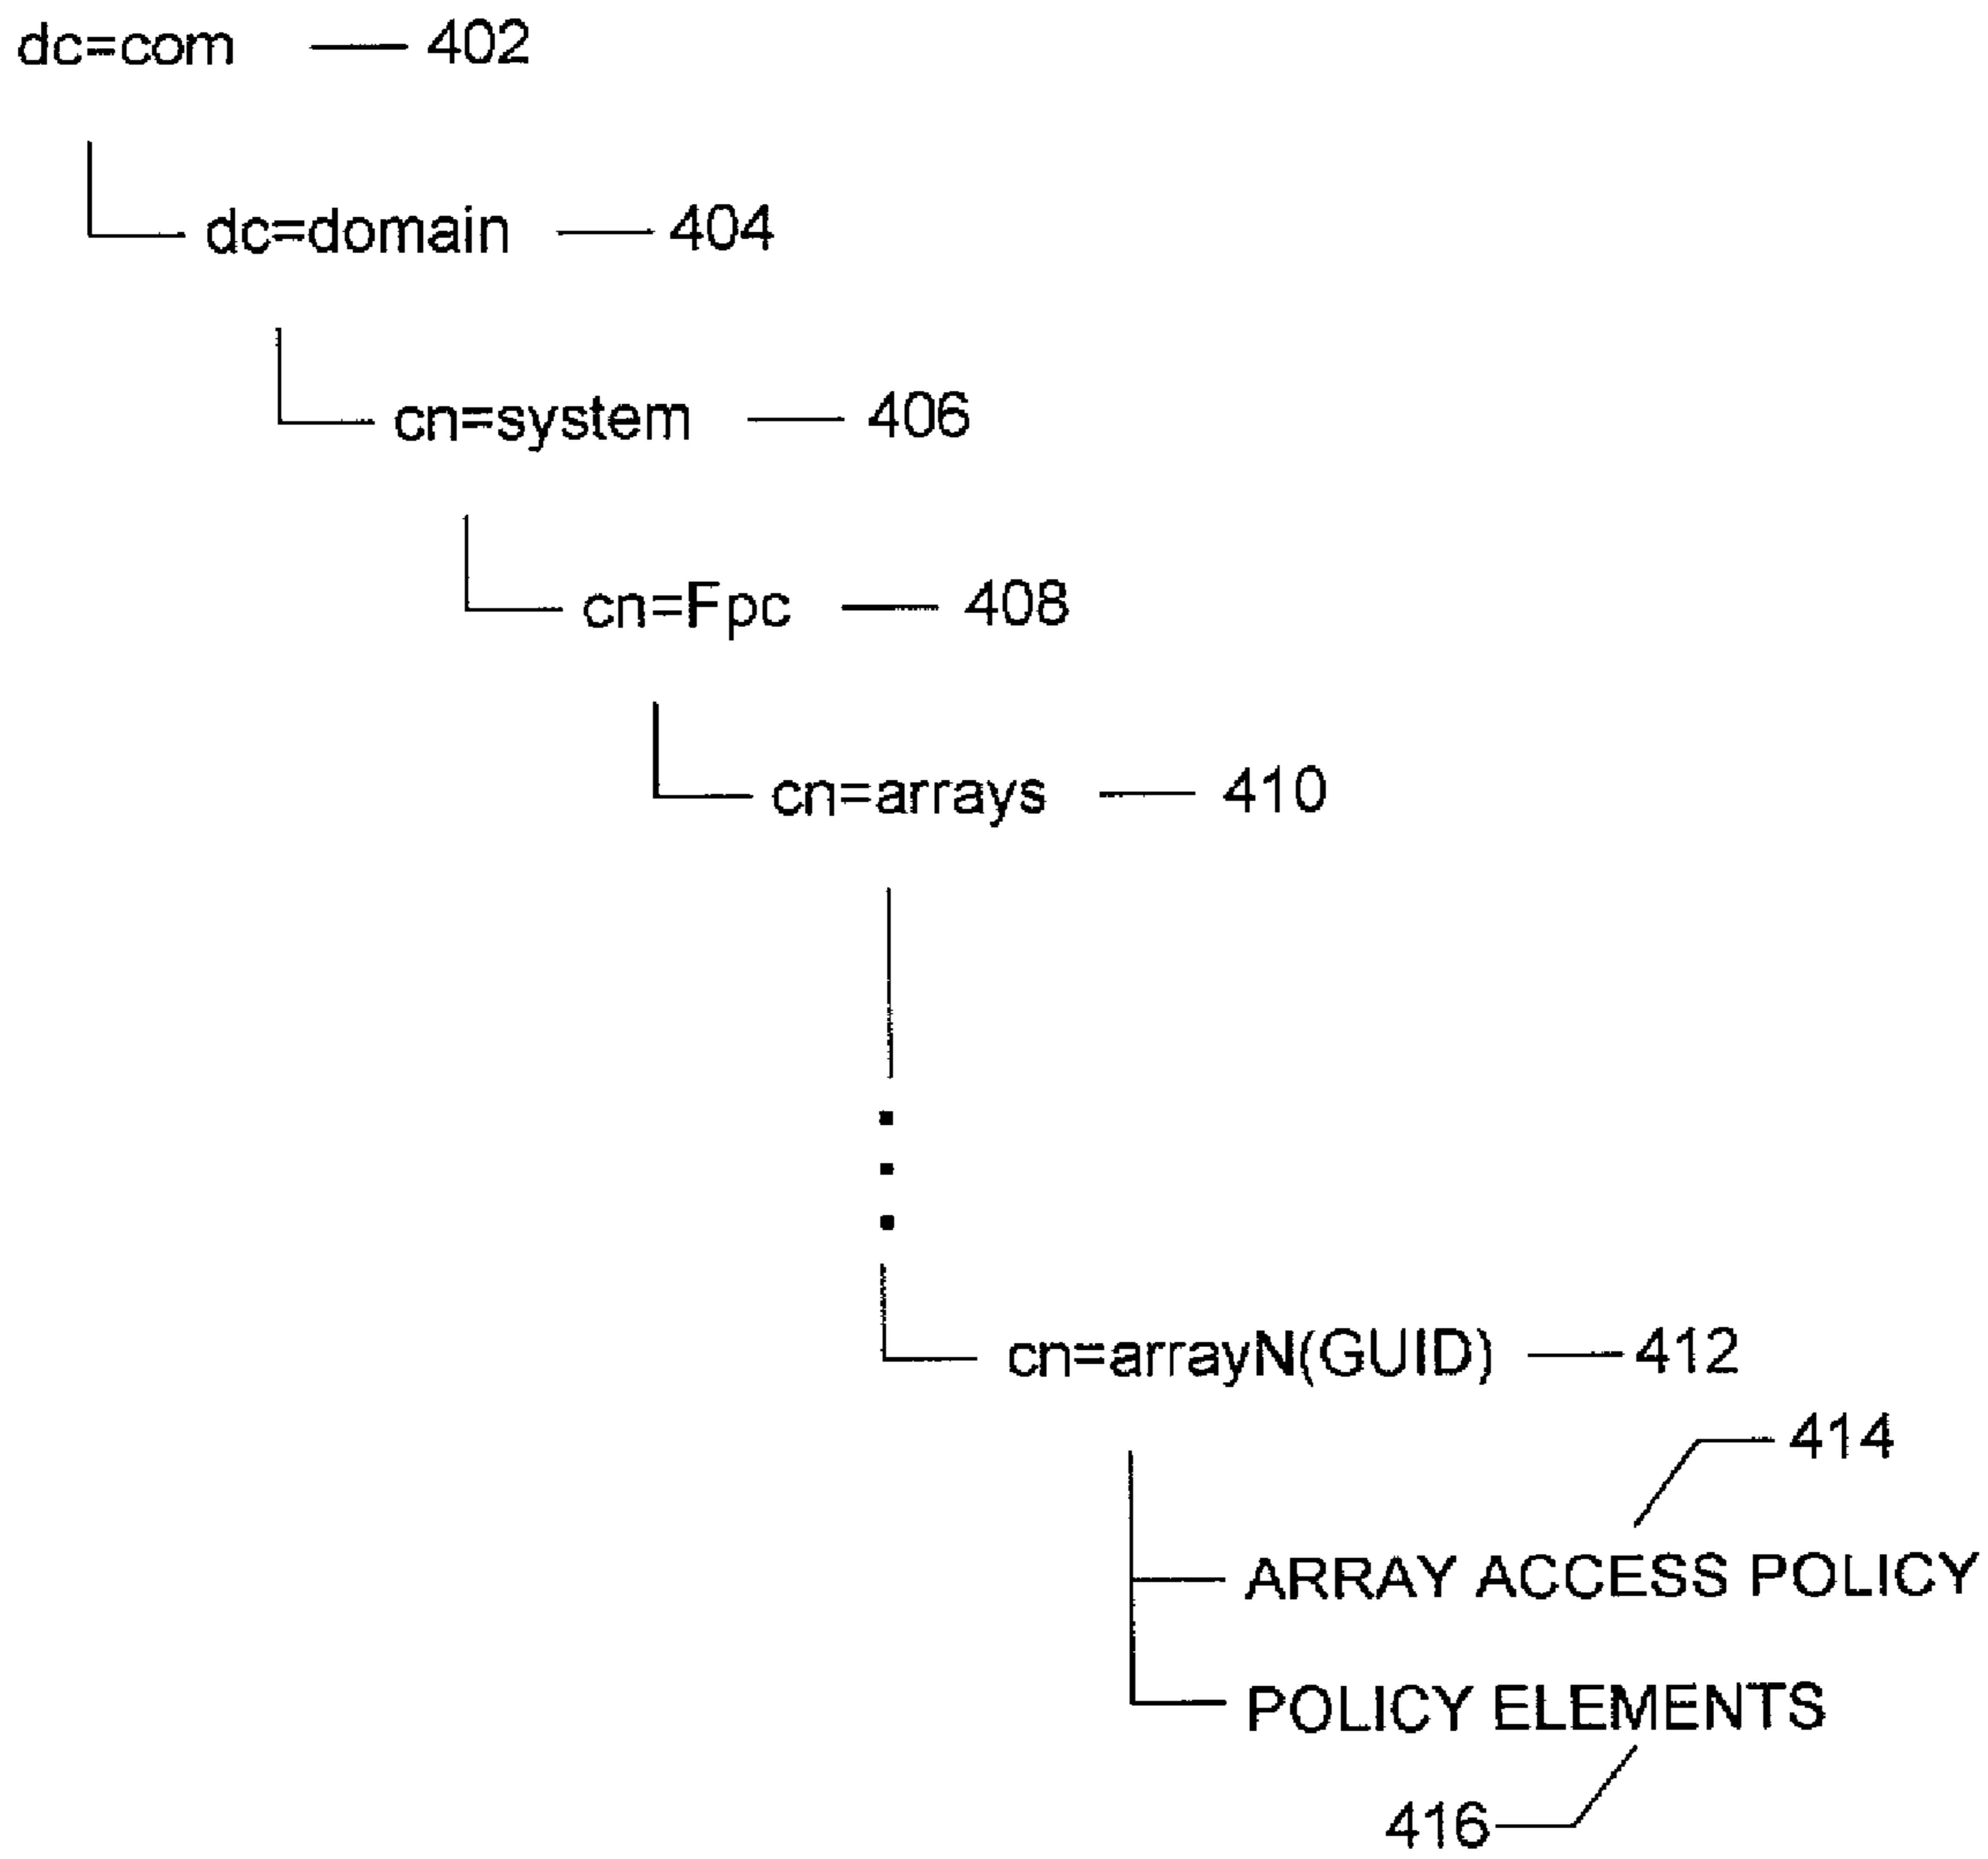 dc=com 402
dc=domain 404
cn=system 406
cn=Fpc 408
cn=arrays 410
cn=arrayN(GUID) 412
414
ARRAY ACCESS POLICY
POLICY ELEMENTS
416